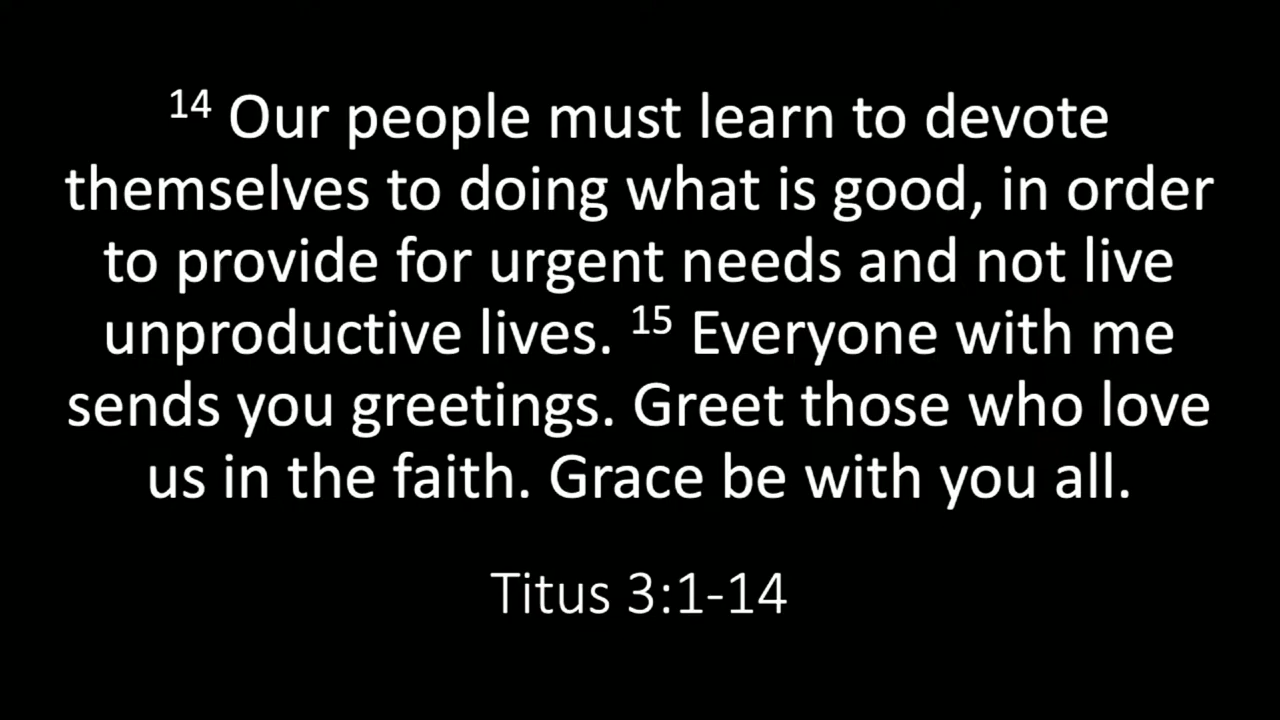 14 Our people must learn to devote
themselves to doing what is good, in order
to provide for urgent needs and not live
unproductive lives. 15 Everyone with me
sends you greetings. Greet those who love
us in the faith. Grace be with you all.
Titus 3:1-14